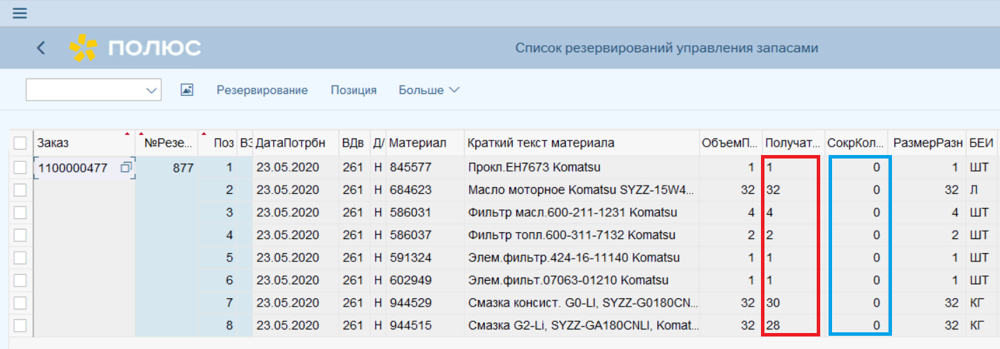 ПОЛЮС
Список резервирований управления запасами
Резервирование Позиция Больше
Заказ №Резе... Поз ВЗ ДатаПотрбн ВДв Д/ Материал Краткий текст материала ОбъемП... Получат... СокрКол... РазмерРазн БЕИ
1100000477 877 1 23.05.2020 261 Н 845577 Прокл.EH7673 Komatsu 1 1 0 1 ШТ
2 23.05.2020 261 Н 684623 Масло моторное Komatsu SYZZ-15W4... 32 32 0 32 Л
3 23.05.2020 261 Н 586031 Фильтр масл.600-211-1231 Komatsu 4 4 0 4 ШТ
4 23.05.2020 261 Н 586037 Фильтр топл.600-311-7132 Komatsu 2 2 0 2 ШТ
5 23.05.2020 261 Н 591324 Элем.фильтр.424-16-11140 Komatsu 1 1 0 1 ШТ
6 23.05.2020 261 Н 602949 Элем.фильт.07063-01210 Komatsu 1 1 0 1 ШТ
7 23.05.2020 261 Н 944529 Смазка консист. G0-LI, SYZZ-G0180CN... 32 30 0 32 КГ
8 23.05.2020 261 Н 944515 Смазка G2-Li, SYZZ-GA180CNLI, Komat... 32 28 0 32 КГ